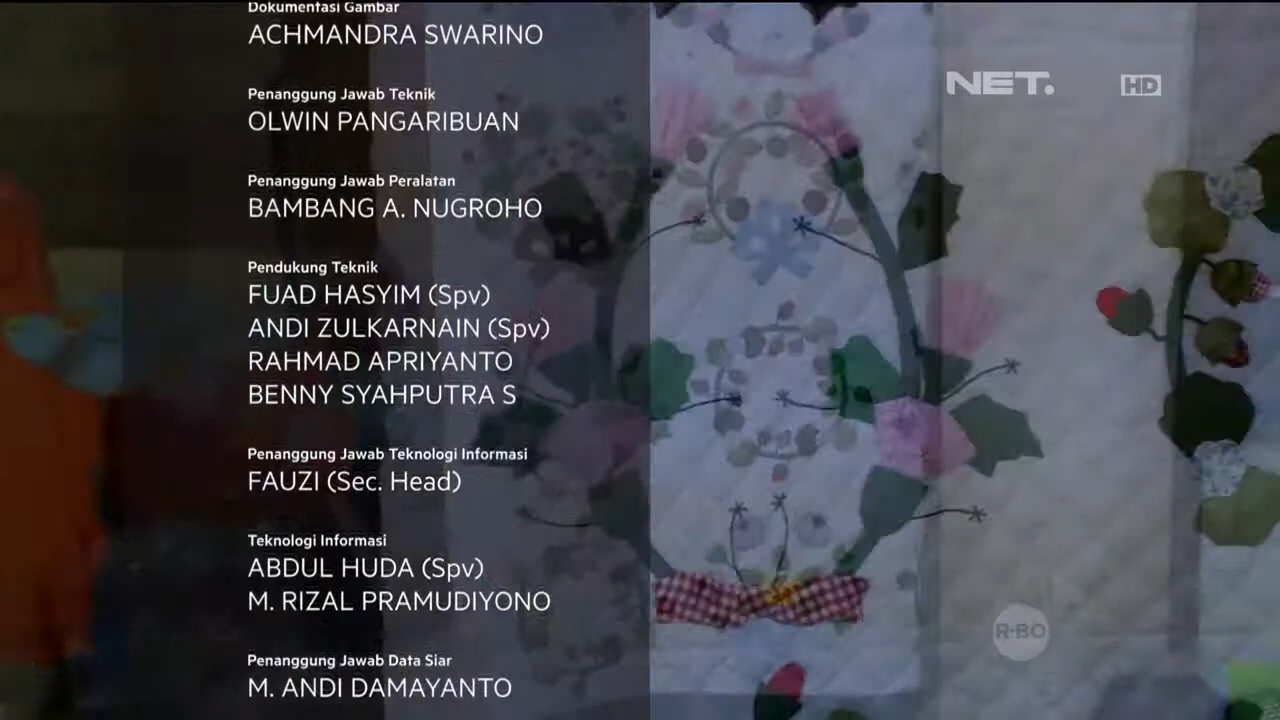 Dokumentasi Gambar
ACHMANDRA SWARINO
NET.
HD
Penanggung Jawab Teknik
OLWIN PANGARIBUAN
Penanggung Jawab Peralatan
BAMBANG A. NUGROHO
Pendukung Teknik
FUAD HASYIM (Spv)
ANDI ZULKARNAIN (Spv)
RAHMAD APRIYANTO
BENNY SYAHPUTRA S
Penanggung Jawab Teknologi Informasi
FAUZI (Sec. Head)
Teknologi Informasi
ABDUL HUDA (Spv)
M. RIZAL PRAMUDIYONO
R-BO
Penanggung Jawab Data Siar
M. ANDI DAMAYANTO